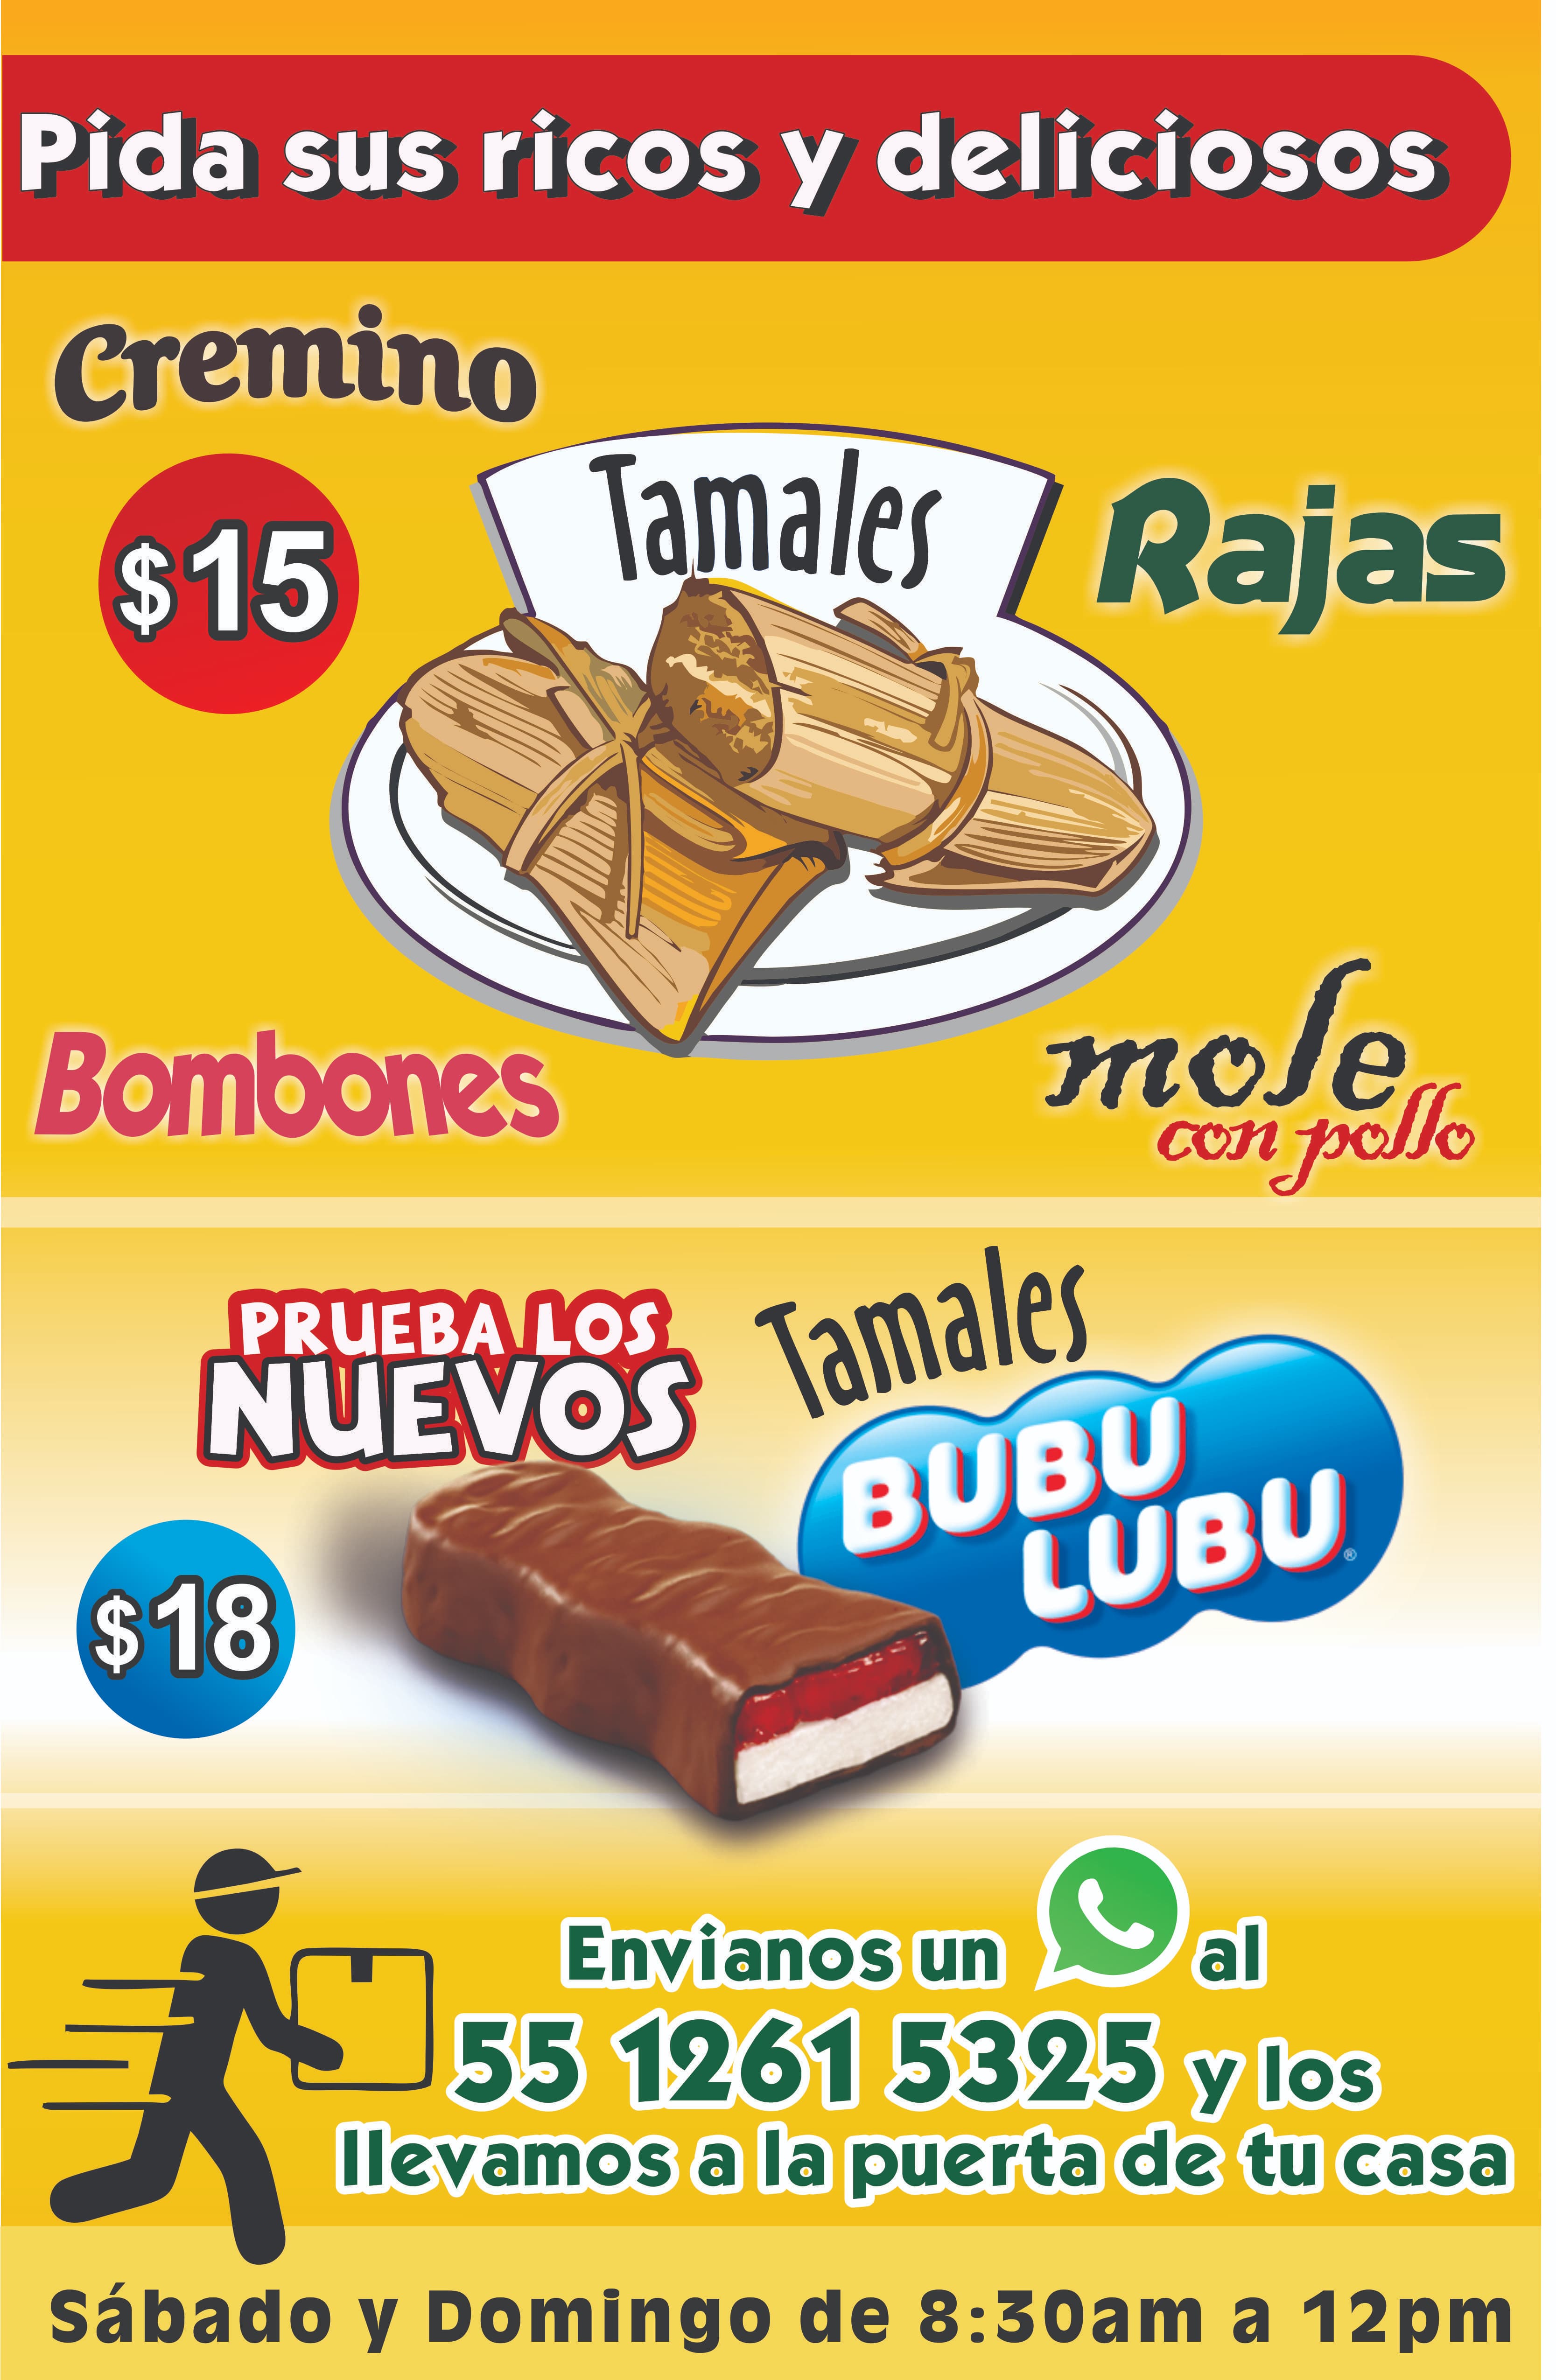 Pida sus ricos y deliciosos
Cremino
$15
Tamales
Rajas
Bombones
mole
con pollo
PRUEBA LOS
NUEVOS
Tamales
BUBU
LUBU®
$18
Envianos un al
55 1261 5325 y los
llevamos a la puerta de tu casa
Sábado y Domingo de 8:30am a 12pm